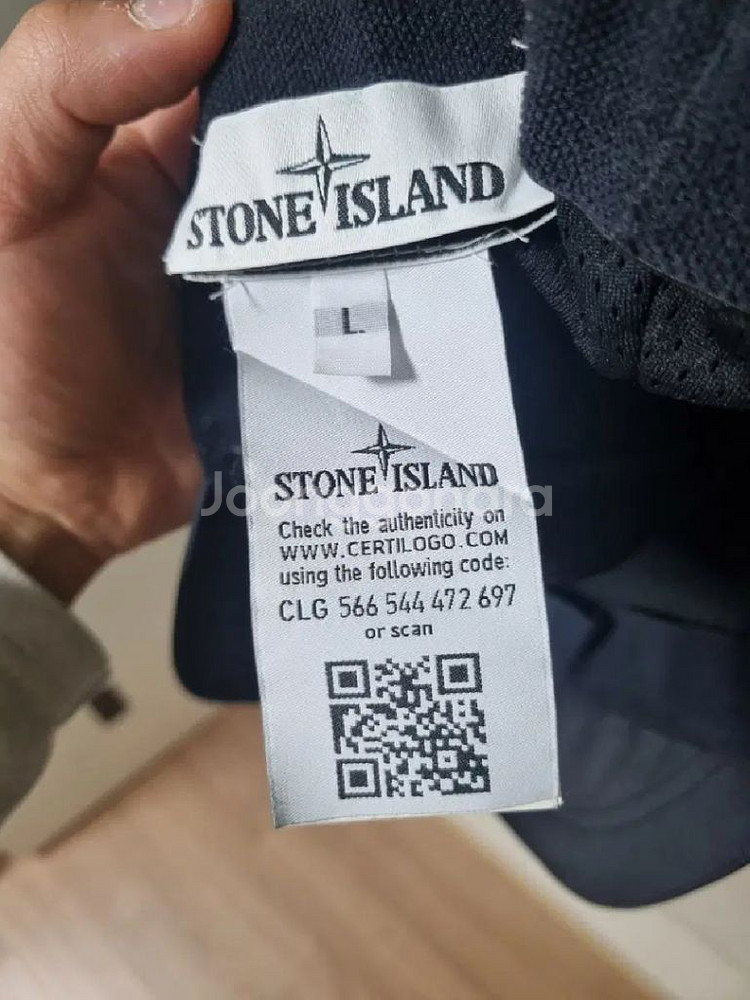 STONE ISLAND
L
STONE ISLAND
Joonggonara
Check the authenticity on
WWW.CERTILOGO.COM
using the following code:
CLG 566 544 472 697
or scan